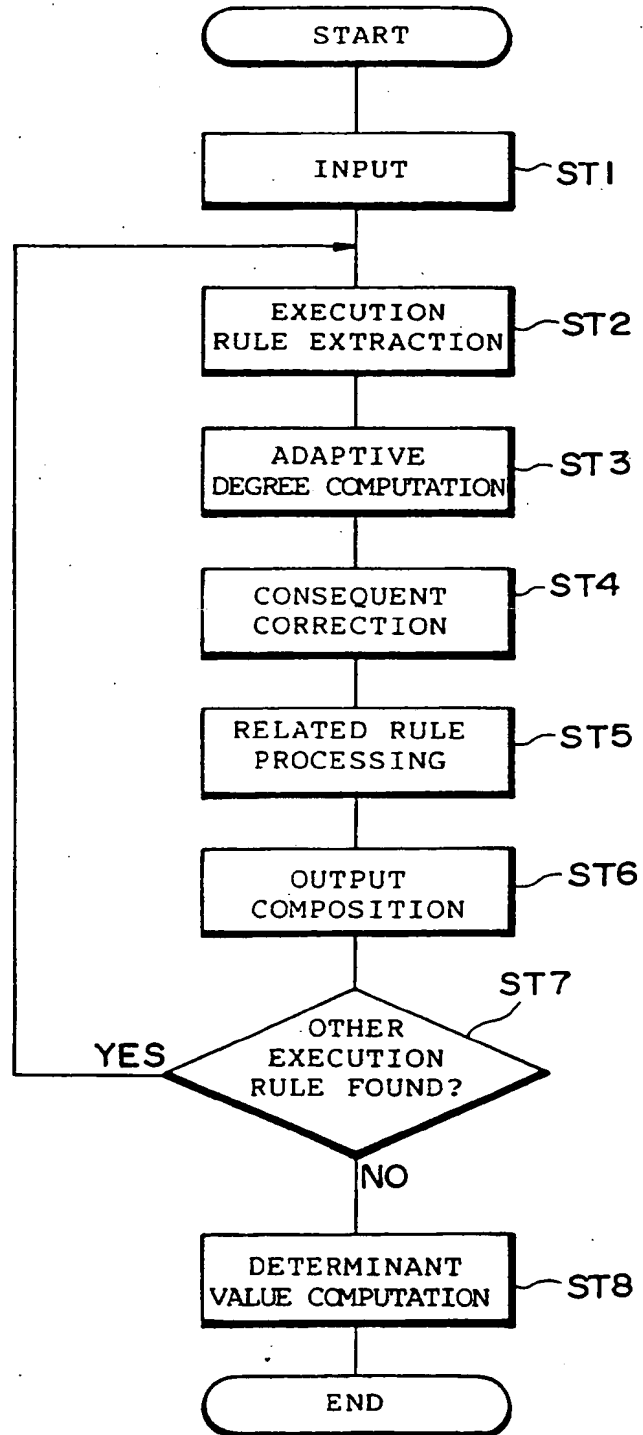 START
INPUT
ST1
EXECUTION
RULE EXTRACTION
ST2
ADAPTIVE
DEGREE COMPUTATION
ST3
CONSEQUENT
CORRECTION
ST4
RELATED RULE
PROCESSING
ST5
OUTPUT
COMPOSITION
ST6
OTHER
EXECUTION
RULE FOUND?
ST7
YES
NO
DETERMINANT
VALUE COMPUTATION
ST8
END